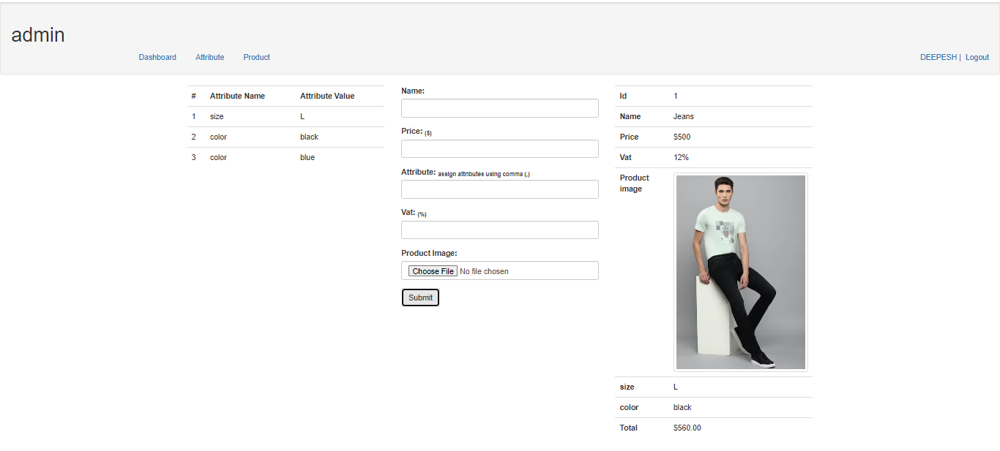 admin
Dashboard Attribute Product DEEPESH | Logout
# Attribute Name Attribute Value
1 size L
2 color black
3 color blue
Name:
Price: ($)
Attribute: assign attributes using comma (,)
Vat: (%)
Product Image:
Choose File No file chosen
Submit
Id 1
Name Jeans
Price $500
Vat 12%
Product
image
size L
color black
Total $560.00